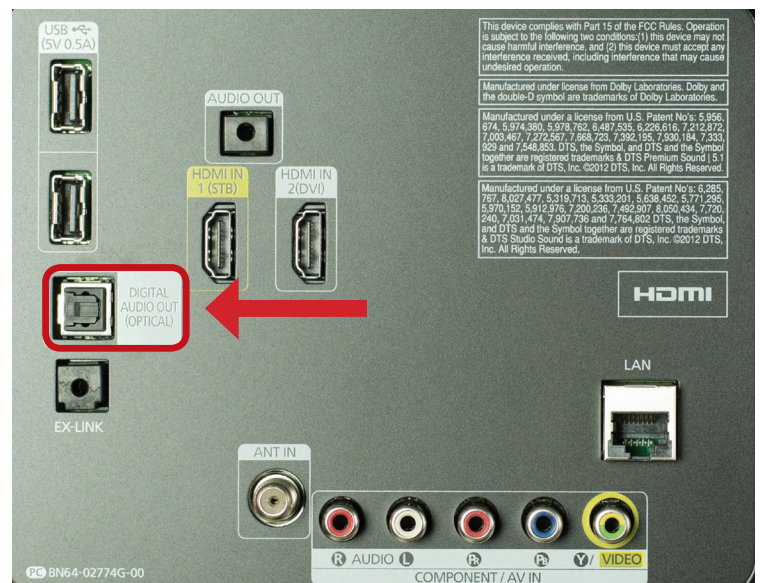 USB
(5V 0.5A)
AUDIO OUT
HDMI IN
1 (STB)
HDMI IN
2(DVI)
DIGITAL
AUDIO OUT
(OPTICAL)
EX-LINK
This device complies with Part 15 of the FCC Rules. Operation
is subject to the following two conditions:(1) this device may not
cause harmful interference, and (2) this device must accept any
interference received, including interference that may cause
undesired operation.
Manufactured under license from Dolby Laboratories. Dolby and
the double-D symbol are trademarks of Dolby Laboratories.
Manufactured under a license from U.S. Patent No's: 5,956,
674, 5,974,380, 5,978,762, 6,487,535, 6,226,616, 7,212,872,
7,003,467, 7,272,567, 7,668,723, 7,392,195, 7,930,184, 7,333,
929 and 7,548,853. DTS, the Symbol, and DTS and the Symbol
together are registered trademarks & DTS Premium Sound | 5.1
is a trademark of DTS, Inc. ©2012 DTS, Inc. All Rights Reserved.
Manufactured under a license from U.S. Patent No's: 6,285,
767, 8,027,477, 5,319,713, 5,333,201, 5,638,452, 5,771,295,
5,970,152, 5,912,976, 7,200,236, 7,492,907, 8,050,434, 7,720,
240, 7,031,474, 7,907,736 and 7,764,802 DTS, the Symbol,
and DTS and the Symbol together are registered trademarks
& DTS Studio Sound is a trademark of DTS, Inc. ©2012 DTS,
Inc. All Rights Reserved.
HDMI
LAN
ANT IN
R AUDIO L PR PB Y/ VIDEO
COMPONENT / AV IN
PC BN64-02774G-00